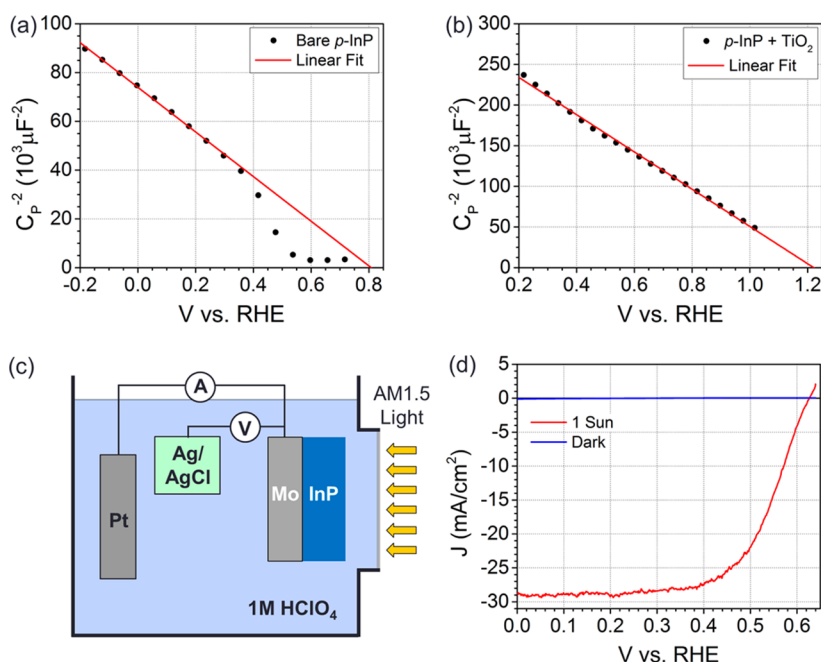 (a)
Bare p-InP
Linear Fit
C_P^-2 (10^3 μF^-2)
100
80
60
40
20
0
-0.2 0.0 0.2 0.4 0.6 0.8
V vs. RHE
(b)
p-InP + TiO₂
Linear Fit
C_P^-2 (10^3 μF^-2)
300
250
200
150
100
50
0
0.2 0.4 0.6 0.8 1.0 1.2
V vs. RHE
(c)
A
AM1.5
Light
V
Ag/
AgCl
Pt
Mo
InP
1M HClO₄
(d)
1 Sun
Dark
J (mA/cm²)
5
0
-5
-10
-15
-20
-25
-30
0.0 0.1 0.2 0.3 0.4 0.5 0.6
V vs. RHE